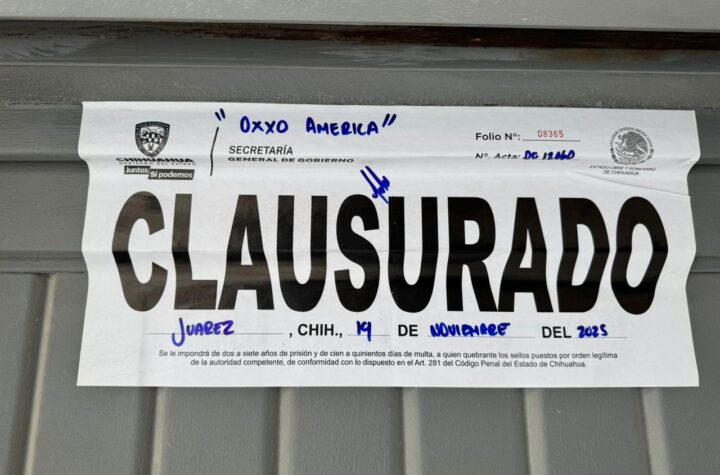 "OXXO AMERICA"
CHIHUAHUA
GOBIERNO DEL ESTADO
Juntos Sí podemos
SECRETARÍA
GENERAL DE GOBIERNO
Folio N°: 08365
N° Acta:
ESTADO LIBRE Y SOBERANO
DE CHIHUAHUA
CLAUSURADO
JUAREZ, CHIH., 19 DE NOVIEMBRE DEL 2025
Se le impondrá de dos a siete años de prisión y de cien a quinientos días de multa, a quien quebrante los sellos puestos por orden legítima
de la autoridad competente, de conformidad con lo dispuesto en el Art. 281 del Código Penal del Estado de Chihuahua.